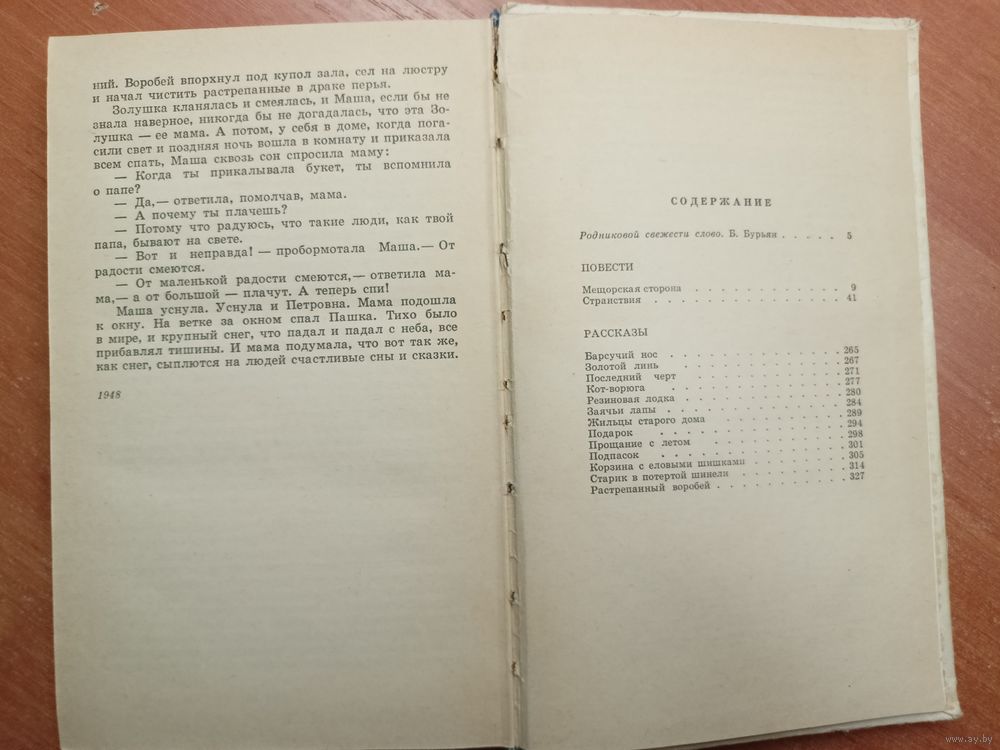 ний. Воробей впорхнул под купол зала, сел на люстру
и начал чистить растрепанные в драке перья.
Золушка кланялась и смеялась, и Маша, если бы не
знала наверное, никогда бы не догадалась, что эта Зо-
лушка — ее мама. А потом, у себя в доме, когда пога-
сили свет и поздняя ночь вошла в комнату и приказала
всем спать, Маша сквозь сон спросила маму:
— Когда ты прикалывала букет, ты вспомнила
о папе?
— Да,— ответила, помолчав, мама.
— А почему ты плачешь?
— Потому что радуюсь, что такие люди, как твой
папа, бывают на свете.
— Вот и неправда! — пробормотала Маша.— От
радости смеются.
— От маленькой радости смеются,— ответила ма-
ма,— а от большой — плачут. А теперь спи!
Маша уснула. Уснула и Петровна. Мама подошла
к окну. На ветке за окном спал Пашка. Тихо было
в мире, и крупный снег, что падал и падал с неба, все
прибавлял тишины. И мама подумала, что вот так же,
как снег, сыплются на людей счастливые сны и сказки.
1948
СОДЕРЖАНИЕ
Родниковой свежести слово. Б. Бурьян . . . . . 5
ПОВЕСТИ
Мещорская сторона . . . . . . . . . . 9
Странствия . . . . . . . . . . . . 41
РАССКАЗЫ
Барсучий нос . . . . . . . . . . . . 265
Золотой линь . . . . . . . . . . . . 267
Последний черт . . . . . . . . . . . 271
Кот-ворюга . . . . . . . . . . . . 277
Резиновая лодка . . . . . . . . . . . 280
Заячьи лапы . . . . . . . . . . . . 284
Жильцы старого дома . . . . . . . . . 289
Подарок . . . . . . . . . . . . . 294
Прощание с летом . . . . . . . . . . 298
Подпасок . . . . . . . . . . . . . 301
Корзина с еловыми шишками . . . . . . . 305
Старик в потертой шинели . . . . . . . . 314
Растрепанный воробей . . . . . . . . . 327
www.ay.by